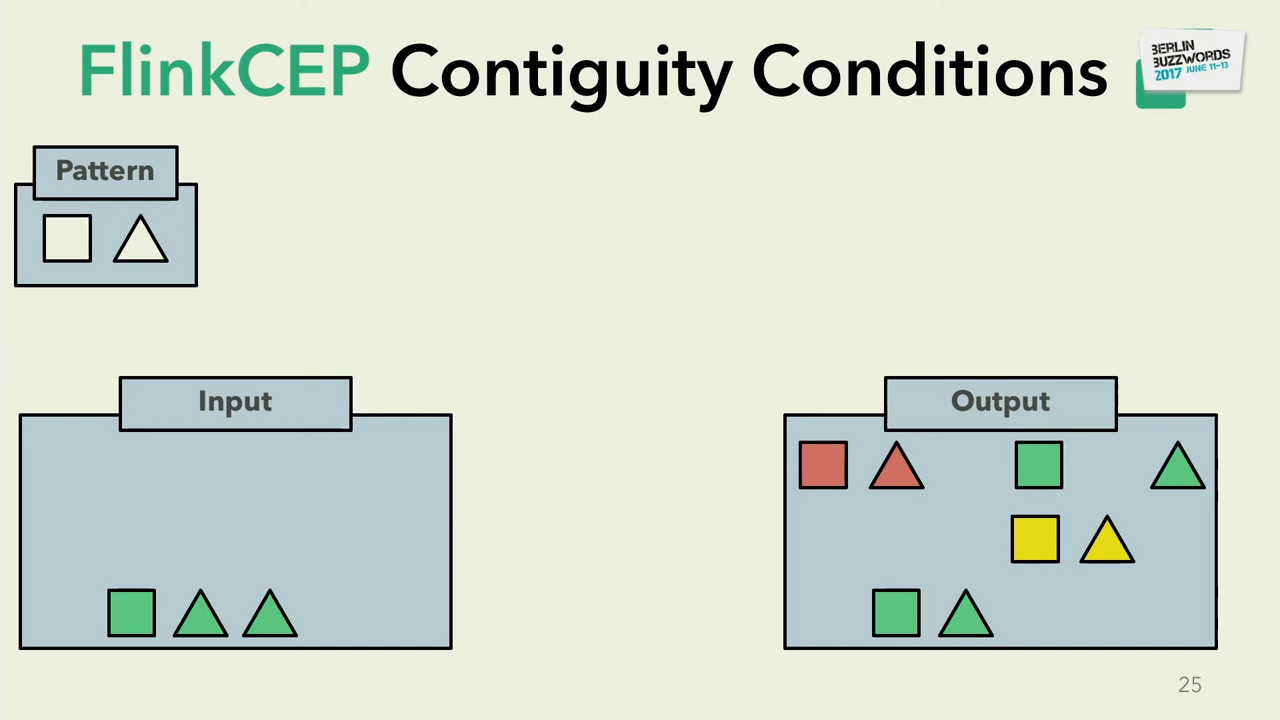 FlinkCEP Contiguity Conditions
BERLIN
BUZZWORDS
2017 JUNE 11-13
Pattern
Input
Output
25